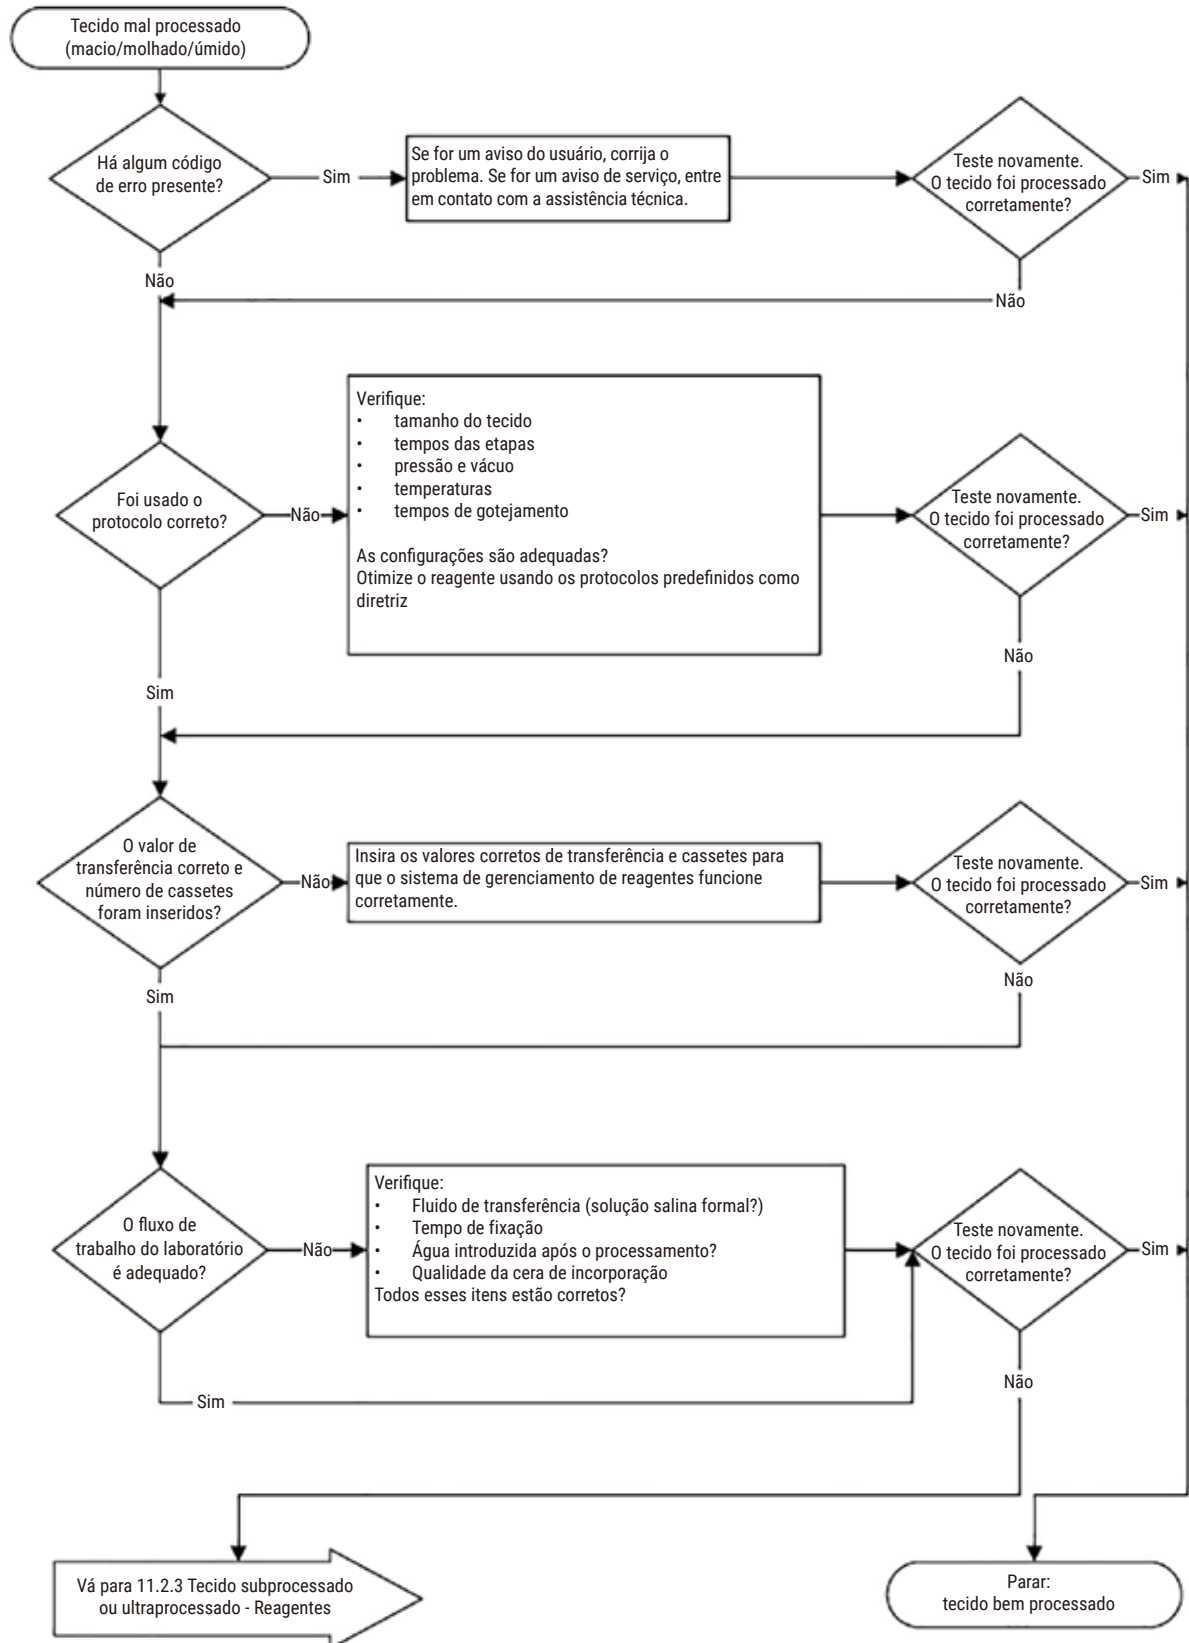 Tecido mal processado
(macio/molhado/úmido)
Há algum código
de erro presente?
Sim
Se for um aviso do usuário, corrija o
problema. Se for um aviso de serviço, entre
em contato com a assistência técnica.
Teste novamente.
O tecido foi processado
corretamente?
Sim
Não
Não
Foi usado o
protocolo correto?
Não
Verifique:
• tamanho do tecido
• tempos das etapas
• pressão e vácuo
• temperaturas
• tempos de gotejamento
As configurações são adequadas?
Otimize o reagente usando os protocolos predefinidos como
diretriz
Teste novamente.
O tecido foi processado
corretamente?
Sim
Não
Sim
O valor de
transferência correto e
número de cassetes
foram inseridos?
Não
Insira os valores corretos de transferência e cassetes para
que o sistema de gerenciamento de reagentes funcione
corretamente.
Teste novamente.
O tecido foi processado
corretamente?
Sim
Não
Sim
O fluxo de
trabalho do laboratório
é adequado?
Não
Verifique:
• Fluido de transferência (solução salina formal?)
• Tempo de fixação
• Água introduzida após o processamento?
• Qualidade da cera de incorporação
Todos esses itens estão corretos?
Teste novamente.
O tecido foi processado
corretamente?
Sim
Não
Sim
Vá para 11.2.3 Tecido subprocessado
ou ultraprocessado - Reagentes
Parar:
tecido bem processado